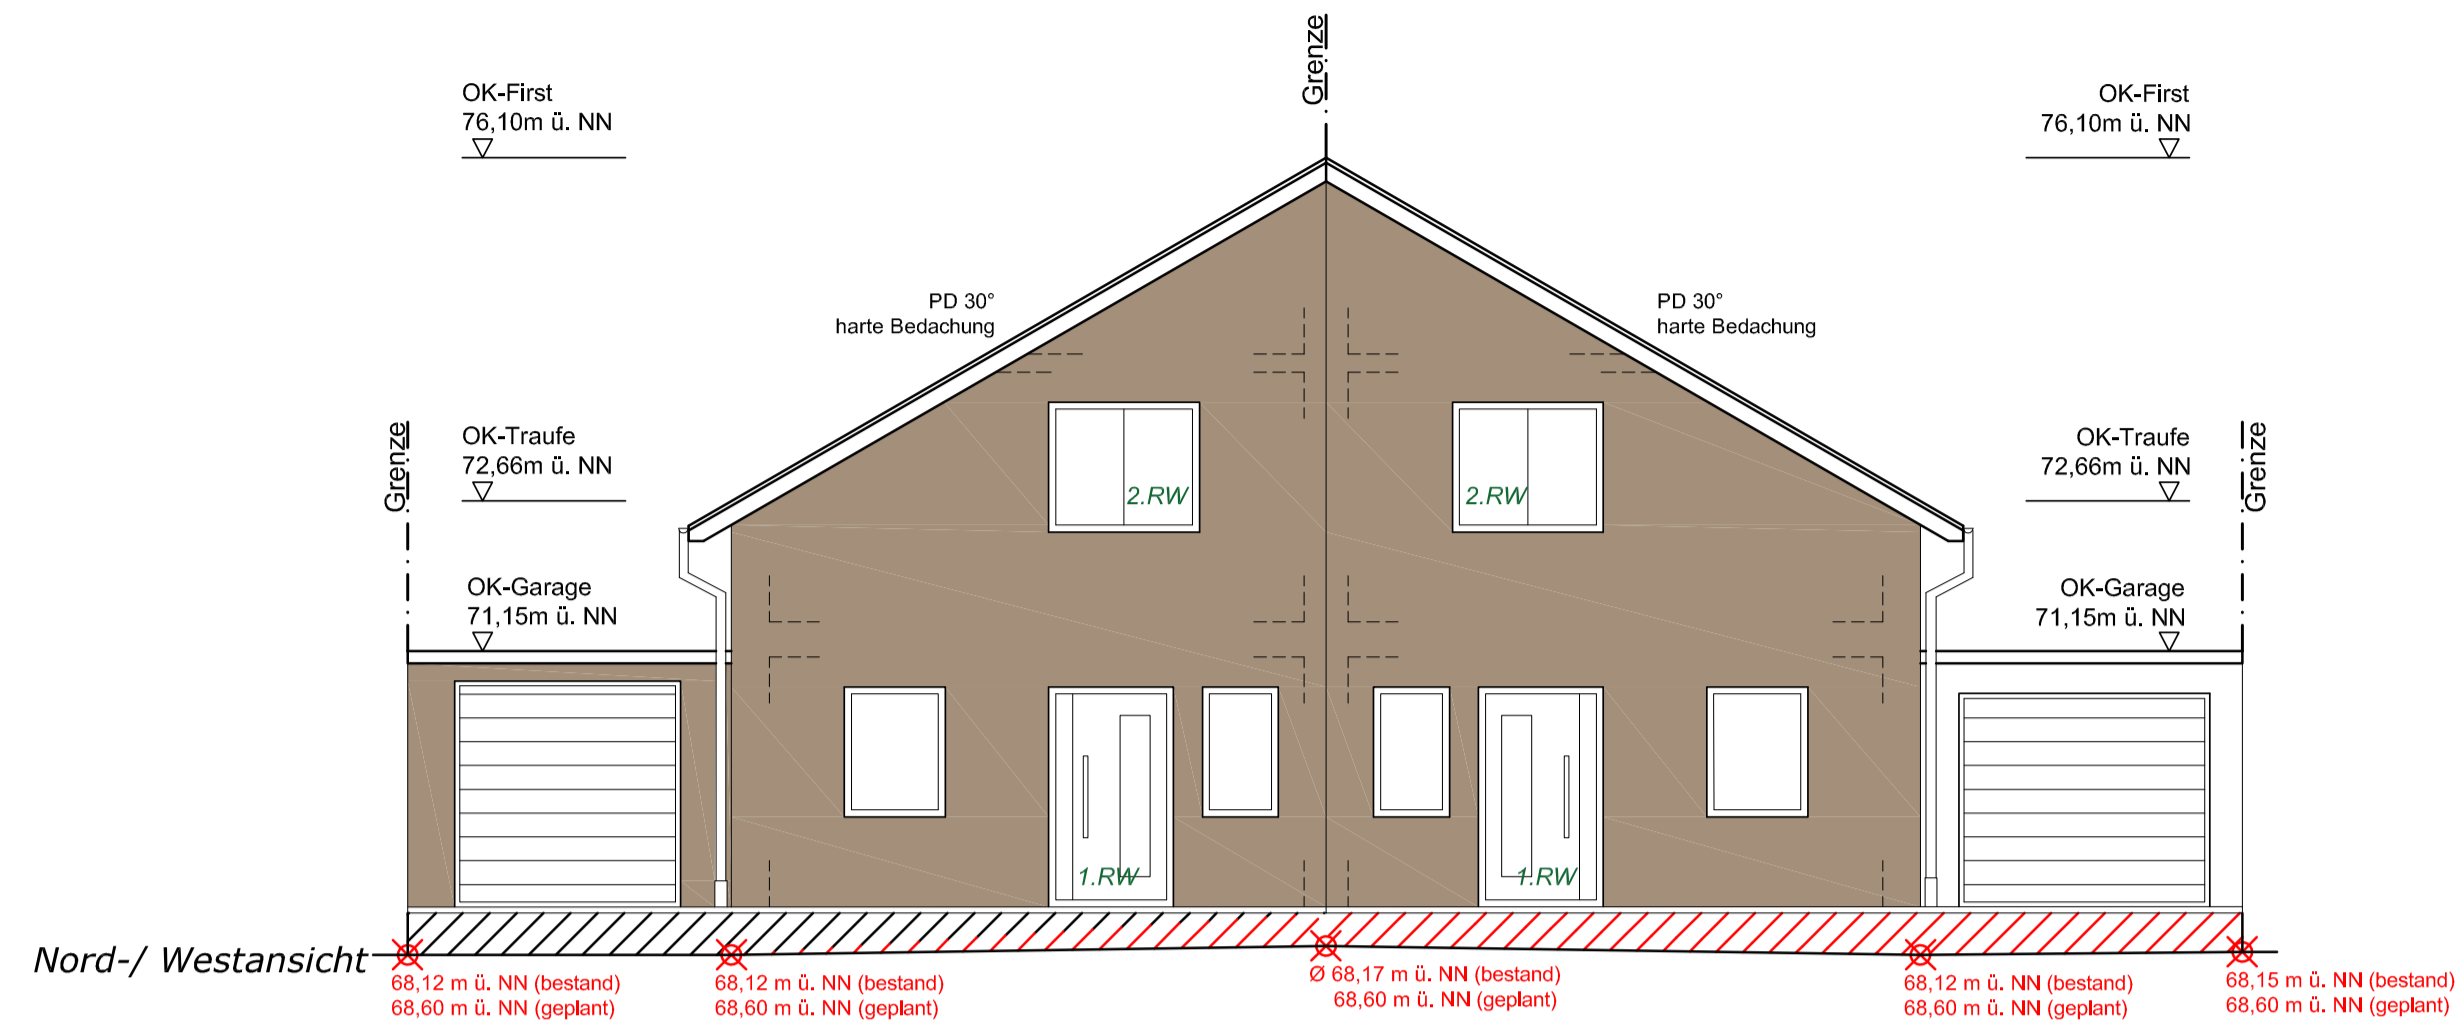 Grenze
OK-First
76,10m ü. NN
OK-First
76,10m ü. NN
PD 30°
harte Bedachung
PD 30°
harte Bedachung
Grenze
OK-Traufe
72,66m ü. NN
OK-Traufe
72,66m ü. NN
Grenze
2.RW
2.RW
OK-Garage
71,15m ü. NN
OK-Garage
71,15m ü. NN
1.RW
1.RW
Nord-/ Westansicht
68,12 m ü. NN (bestand)
68,60 m ü. NN (geplant)
68,12 m ü. NN (bestand)
68,60 m ü. NN (geplant)
Ø 68,17 m ü. NN (bestand)
68,60 m ü. NN (geplant)
68,12 m ü. NN (bestand)
68,60 m ü. NN (geplant)
68,15 m ü. NN (bestand)
68,60 m ü. NN (geplant)